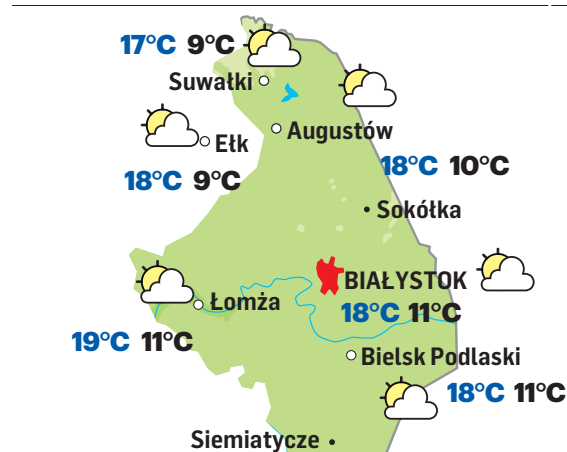 17°C 9°C
Suwałki
Augustów
Ełk
18°C 9°C
18°C 10°C
Sokółka
BIAŁYSTOK
18°C 11°C
Łomża
19°C 11°C
Bielsk Podlaski
18°C 11°C
Siemiatycze